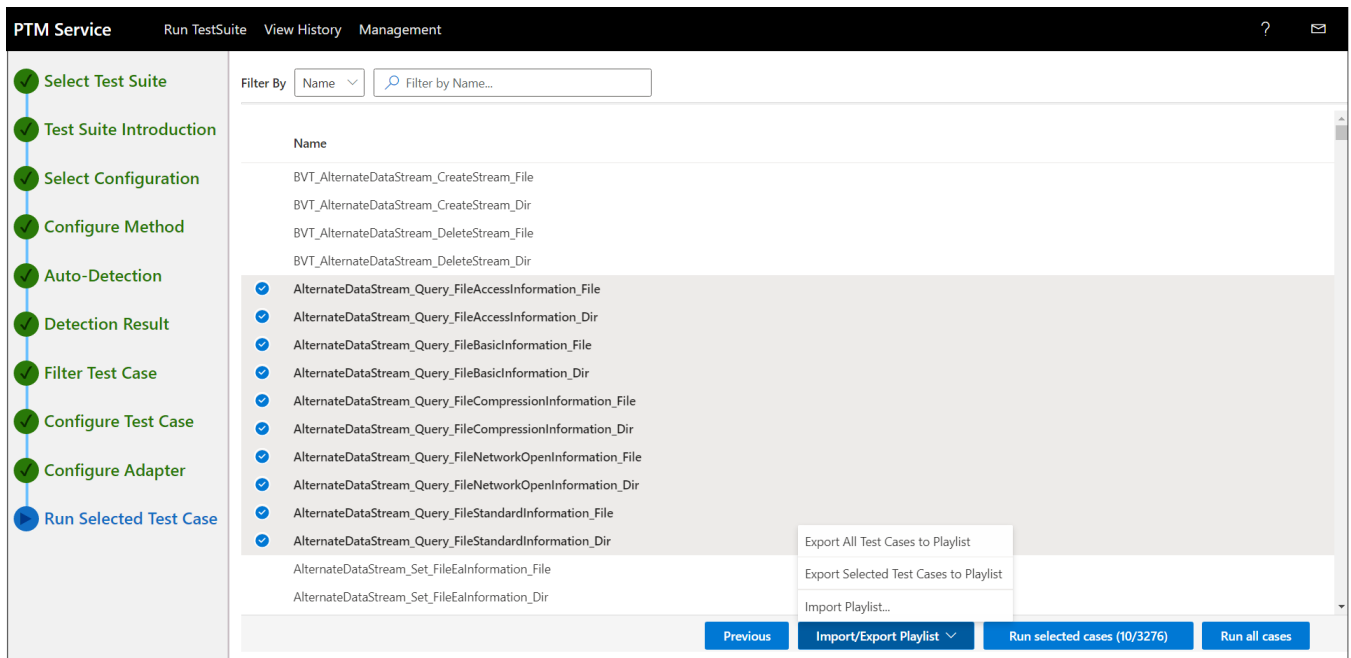 PTM Service Run TestSuite View History Management ?
Select Test Suite
Test Suite Introduction
Select Configuration
Configure Method
Auto-Detection
Detection Result
Filter Test Case
Configure Test Case
Configure Adapter
Run Selected Test Case
Filter By Name Filter by Name...
Name
BVT_AlternateDataStream_CreateStream_File
BVT_AlternateDataStream_CreateStream_Dir
BVT_AlternateDataStream_DeleteStream_File
BVT_AlternateDataStream_DeleteStream_Dir
AlternateDataStream_Query_FileAccessInformation_File
AlternateDataStream_Query_FileAccessInformation_Dir
AlternateDataStream_Query_FileBasicInformation_File
AlternateDataStream_Query_FileBasicInformation_Dir
AlternateDataStream_Query_FileCompressionInformation_File
AlternateDataStream_Query_FileCompressionInformation_Dir
AlternateDataStream_Query_FileNetworkOpenInformation_File
AlternateDataStream_Query_FileNetworkOpenInformation_Dir
AlternateDataStream_Query_FileStandardInformation_File
AlternateDataStream_Query_FileStandardInformation_Dir
AlternateDataStream_Set_FileEaInformation_File
AlternateDataStream_Set_FileEaInformation_Dir
Export All Test Cases to Playlist
Export Selected Test Cases to Playlist
Import Playlist...
Previous Import/Export Playlist Run selected cases (10/3276) Run all cases